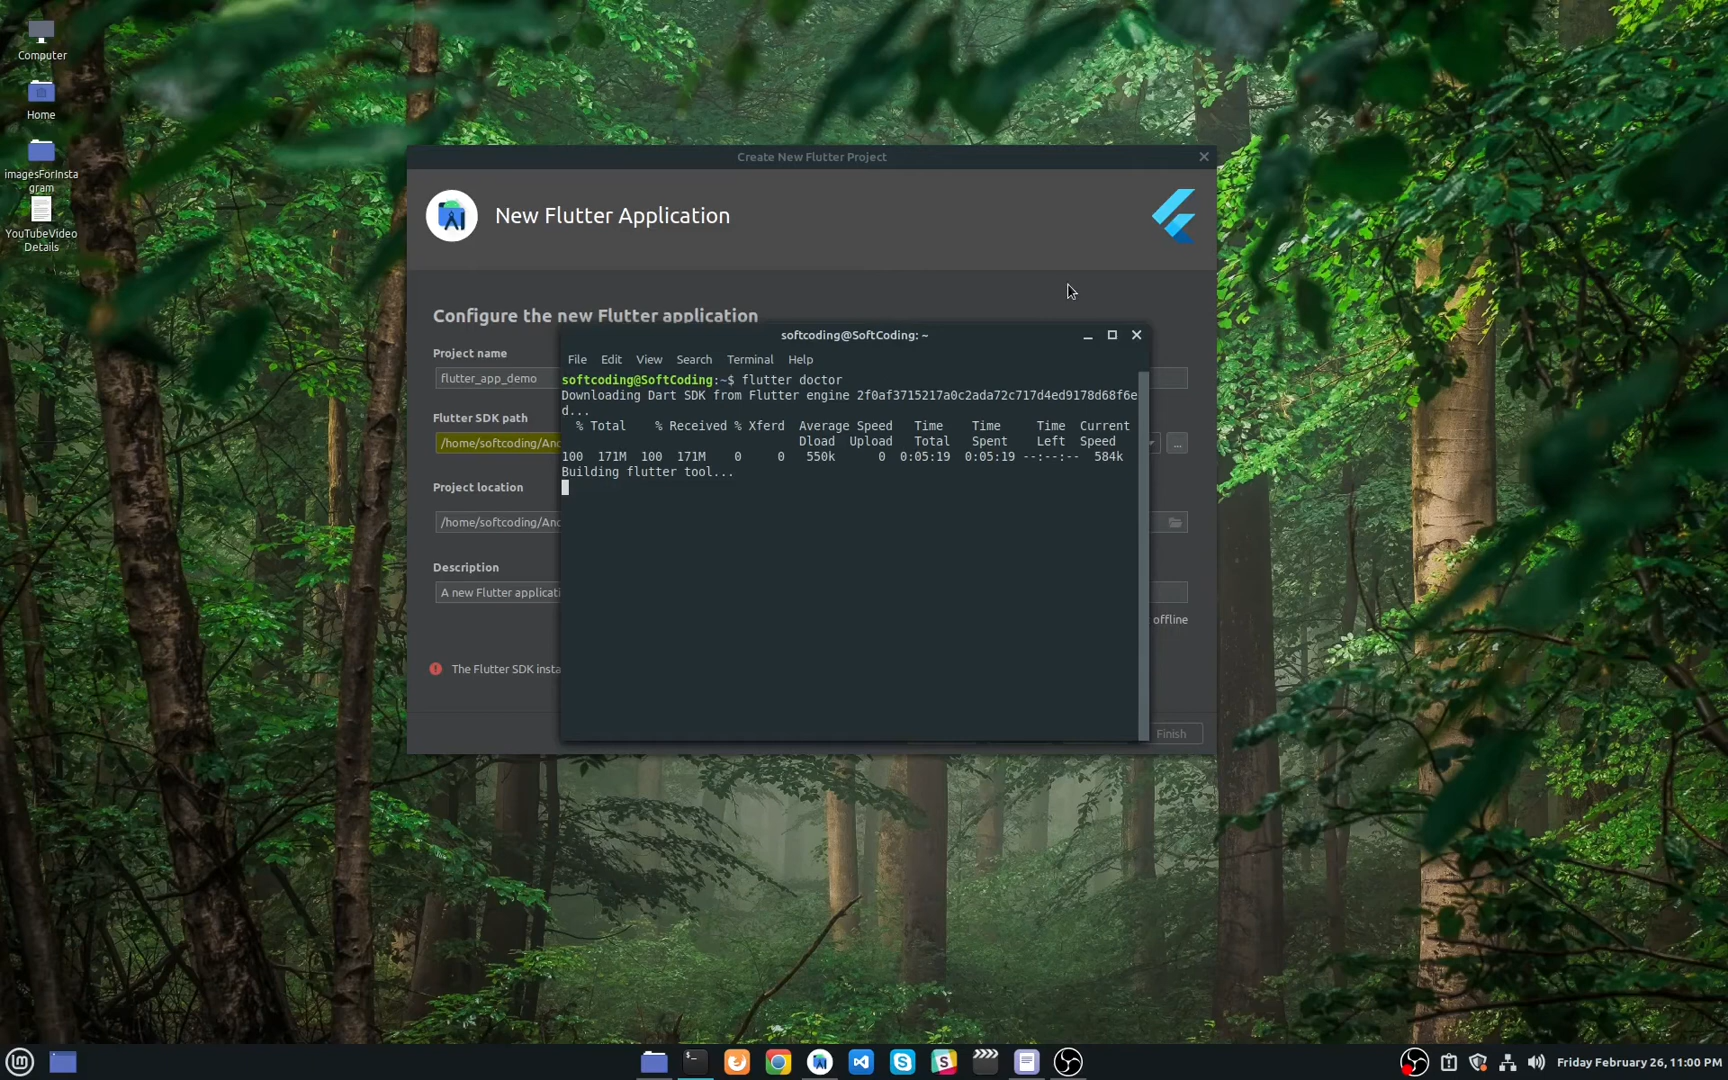 Computer
Home
imagesForInsta
gram
YouTubeVideo
Details
Create New Flutter Project
New Flutter Application
Configure the new Flutter application
Project name
flutter_app_demo
Flutter SDK path
/home/softcoding/And
...
Project location
/home/softcoding/And
Description
A new Flutter applicati
offline
The Flutter SDK insta
Finish
softcoding@SoftCoding: ~
File Edit View Search Terminal Help
softcoding@SoftCoding:~$ flutter doctor
Downloading Dart SDK from Flutter engine 2f0af3715217a0c2ada72c717d4ed9178d68f6e
d...
% Total % Received % Xferd Average Speed Time Time Time Current
Dload Upload Total Spent Left Speed
100 171M 100 171M 0 0 550k 0 0:05:19 0:05:19 --:--:-- 584k
Building flutter tool...
Friday February 26, 11:00 PM